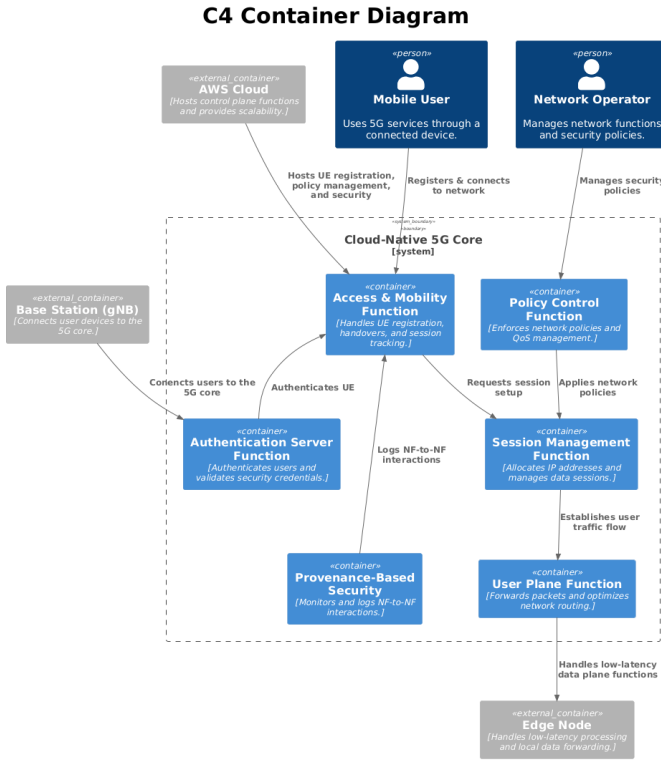 C4 Container Diagram
«external_container»
AWS Cloud
[Hosts control plane functions
and provides scalability.]
«person»
Mobile User
Uses 5G services through a
connected device.
«person»
Network Operator
Manages network functions
and security policies.
Hosts UE registration,
policy management,
and security
Registers & connects
to network
Manages security
policies
«system_boundary»
«boundary»
Cloud-Native 5G Core
[system]
«external_container»
Base Station (gNB)
[Connects user devices to the
5G core.]
«container»
Access & Mobility
Function
[Handles UE registration,
handovers, and session
tracking.]
«container»
Policy Control
Function
[Enforces network policies and
QoS management.]
Connects users to the
5G core
Authenticates UE
Requests session
setup
Applies network
policies
«container»
Authentication Server
Function
[Authenticates users and
validates security credentials.]
Logs NF-to-NF
interactions
«container»
Session Management
Function
[Allocates IP addresses and
manages data sessions.]
Establishes user
traffic flow
«container»
Provenance-Based
Security
[Monitors and logs NF-to-NF
interactions.]
«container»
User Plane Function
[Forwards packets and optimizes
network routing.]
Handles low-latency
data plane functions
«external_container»
Edge Node
[Handles low-latency processing
and local data forwarding.]